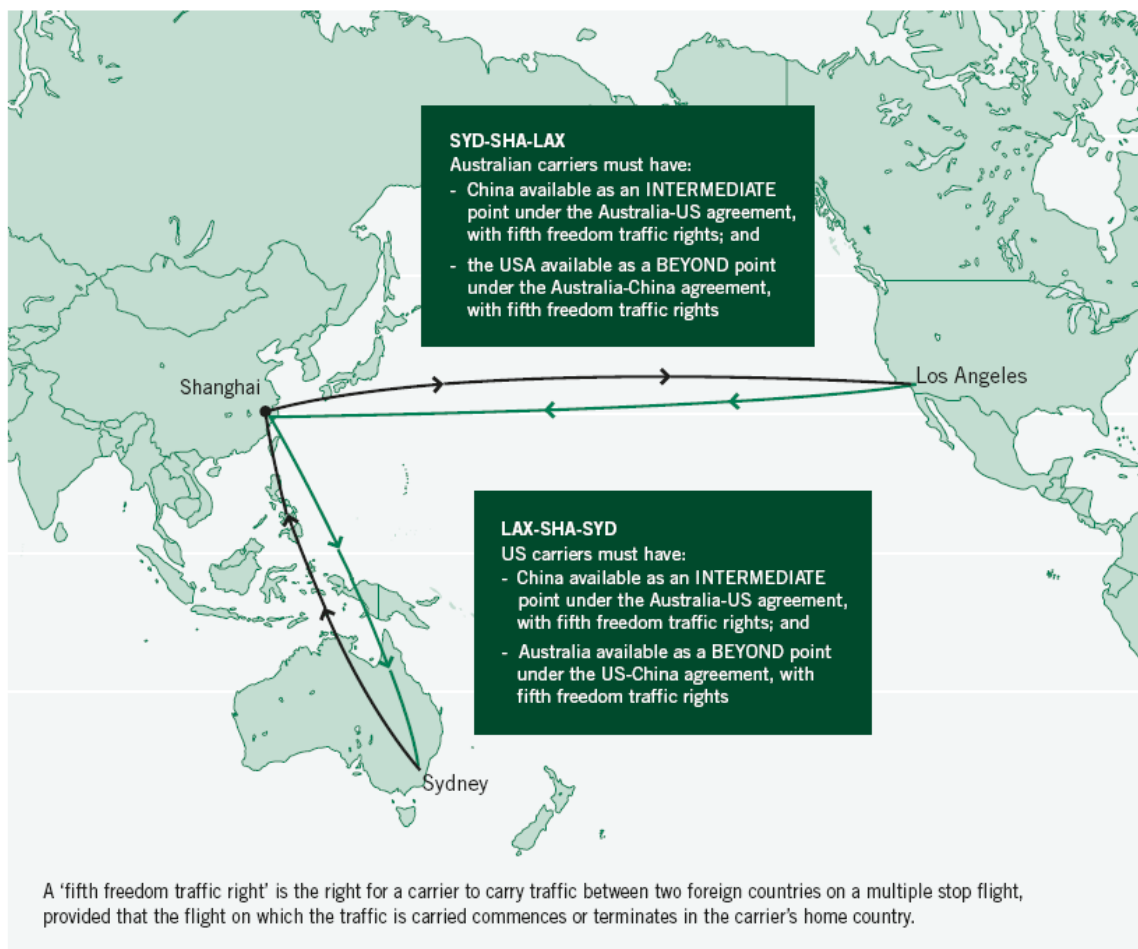 SYD-SHA-LAX
Australian carriers must have:
- China available as an INTERMEDIATE
point under the Australia-US agreement,
with fifth freedom traffic rights; and
- the USA available as a BEYOND point
under the Australia-China agreement,
with fifth freedom traffic rights
Shanghai
Los Angeles
LAX-SHA-SYD
US carriers must have:
- China available as an INTERMEDIATE
point under the Australia-US agreement,
with fifth freedom traffic rights; and
- Australia available as a BEYOND point
under the US-China agreement, with
fifth freedom traffic rights
Sydney
A ‘fifth freedom traffic right’ is the right for a carrier to carry traffic between two foreign countries on a multiple stop flight,
provided that the flight on which the traffic is carried commences or terminates in the carrier’s home country.